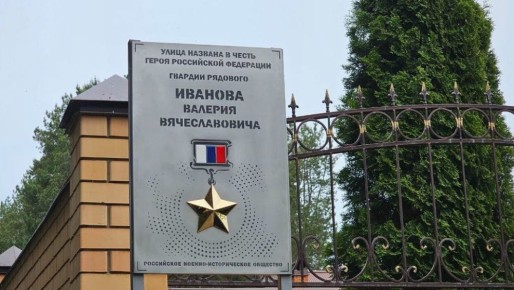 УЛИЦА НАЗВАНА В ЧЕСТЬ
ГЕРОЯ РОССИЙСКОЙ ФЕДЕРАЦИИ
ГВАРДИИ РЯДОВОГО
ИВАНОВА
ВАЛЕРИЯ
ВЯЧЕСЛАВОВИЧА
РОССИЙСКОЕ ВОЕННО-ИСТОРИЧЕСКОЕ ОБЩЕСТВО